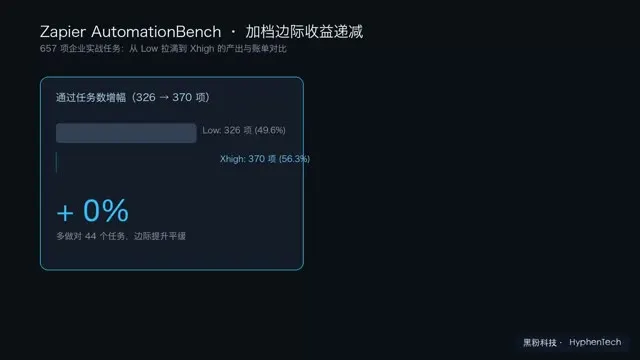 Zapier AutomationBench · 加档边际收益递减
657 项企业实战任务：从 Low 拉满到 Xhigh 的产出与账单对比
通过任务数增幅（326 → 370 项）
Low: 326 项 (49.6%)
Xhigh: 370 项 (56.3%)
+ 0%
多做对 44 个任务，边际提升平缓
黑粉科技 · HyphenTech